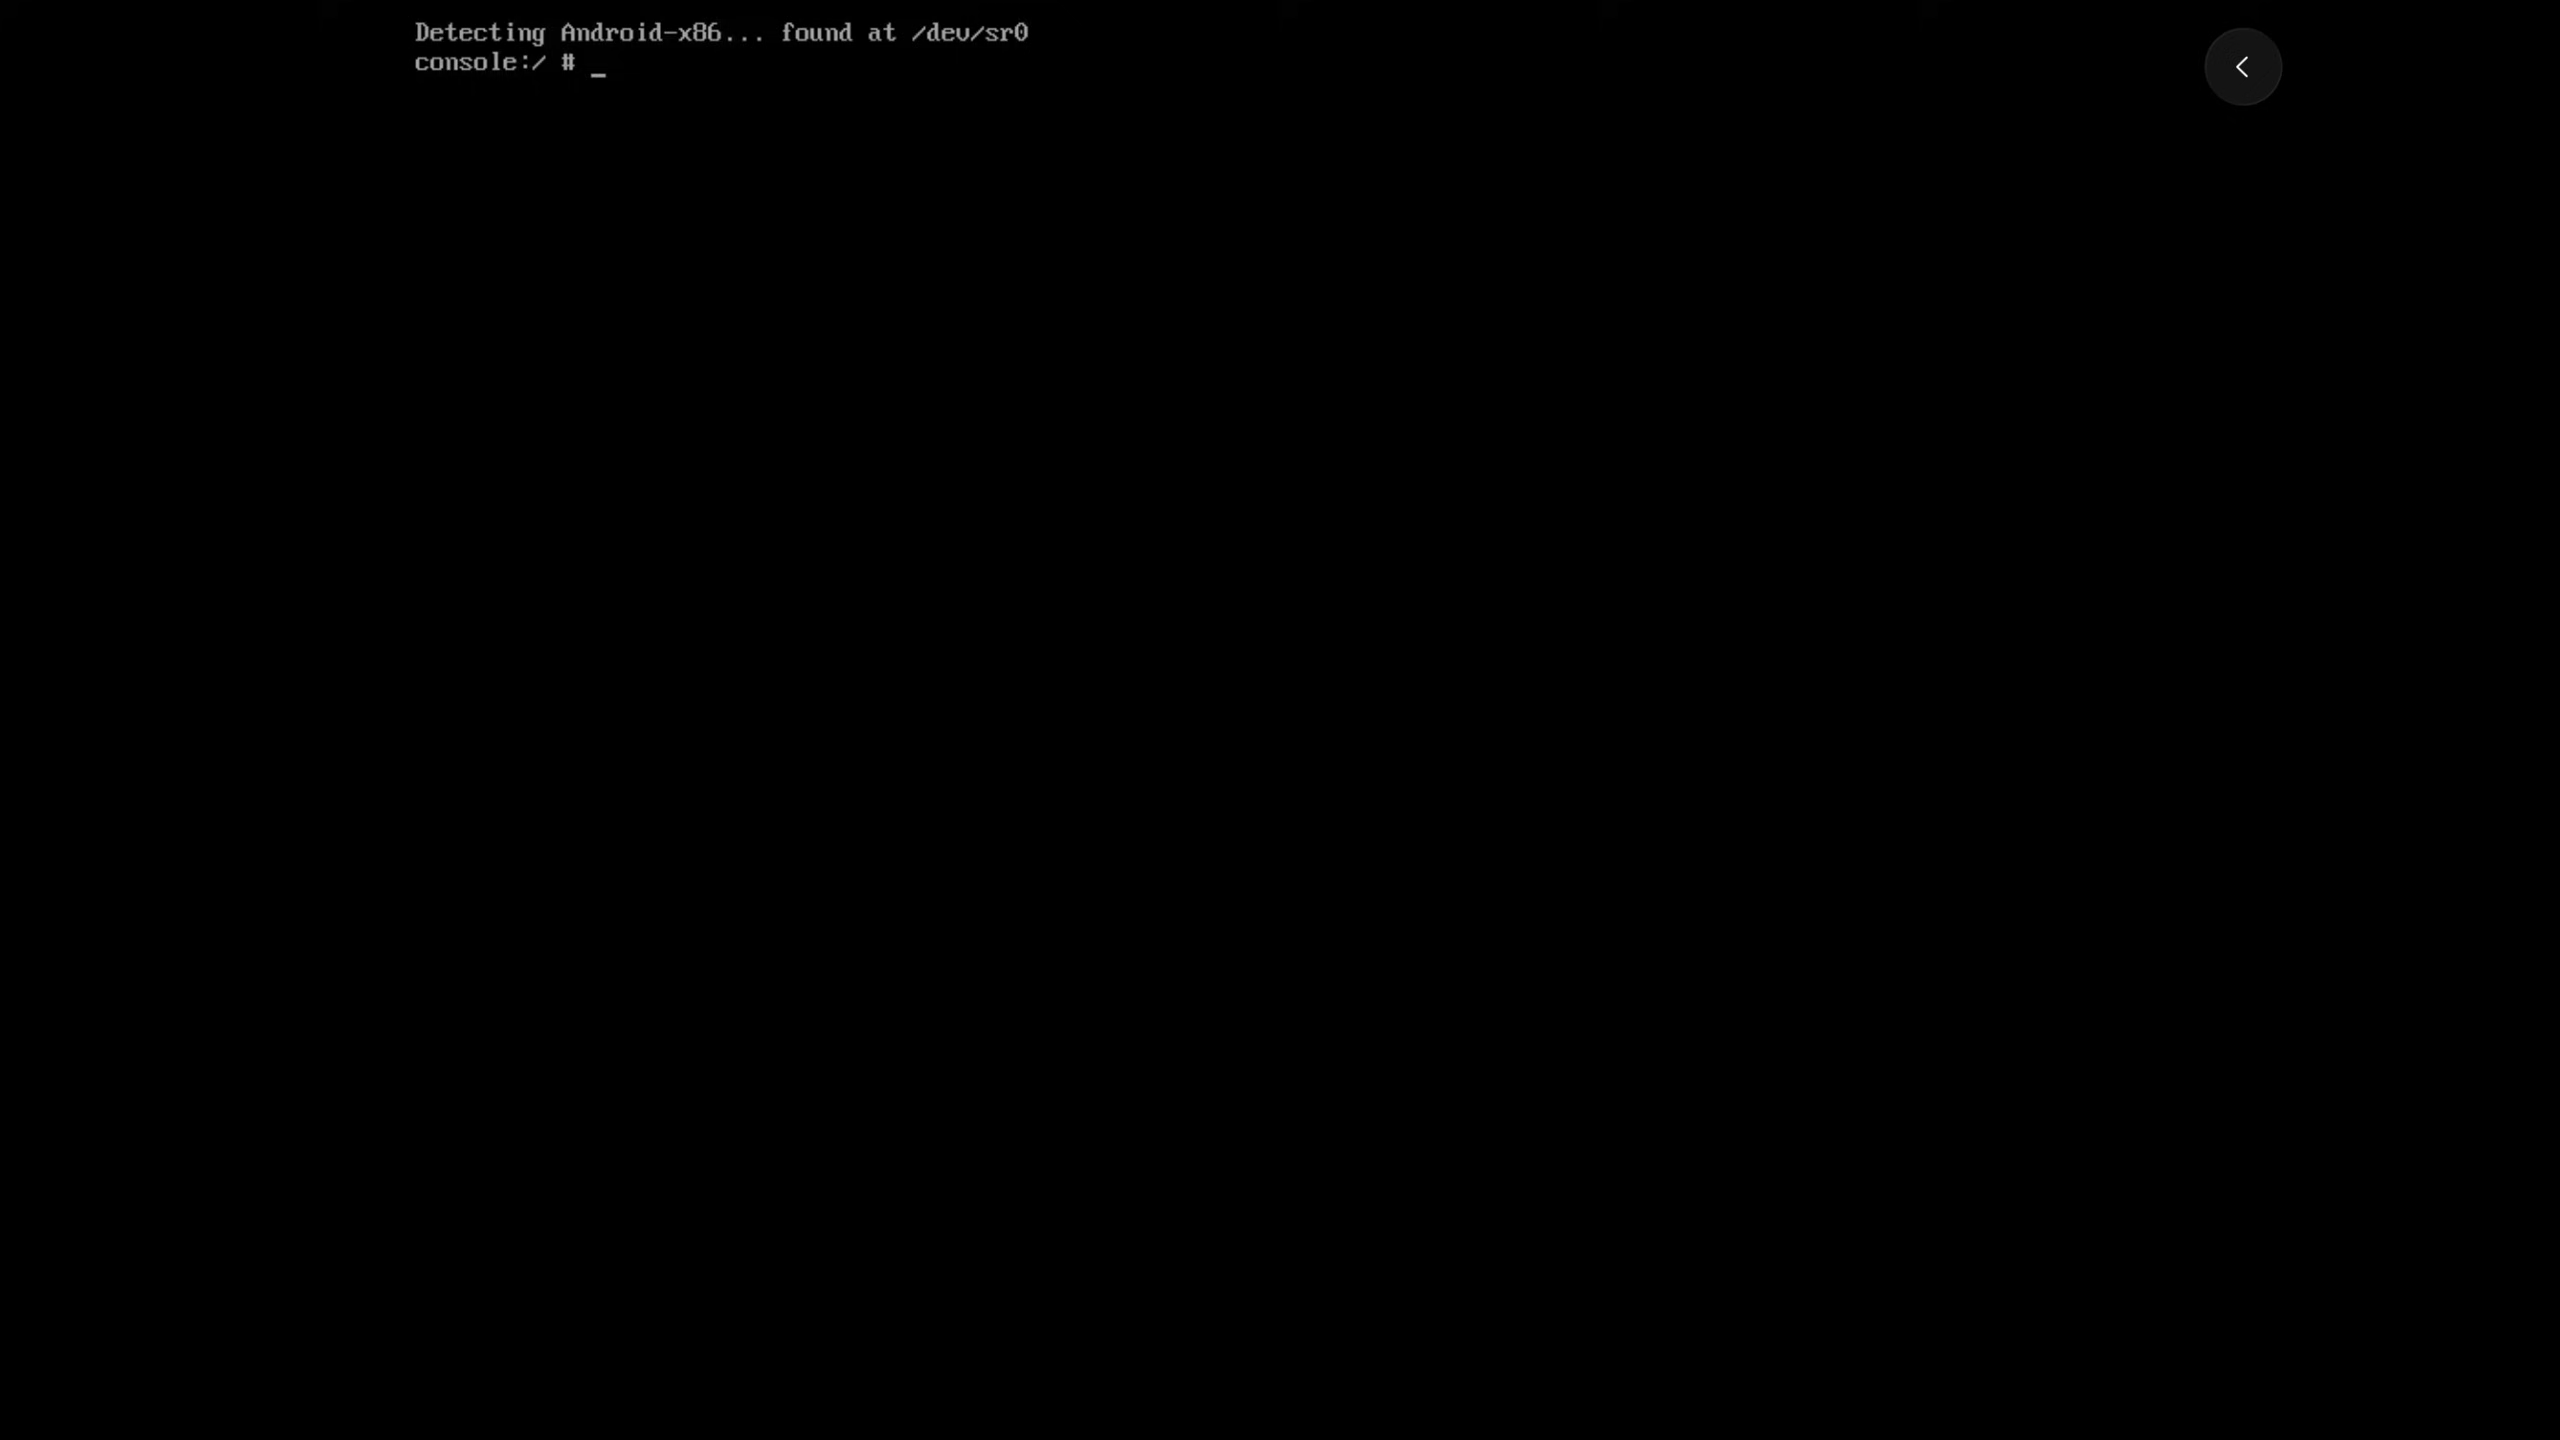 Detecting Android-x86... found at /dev/sr0
console:/ # _